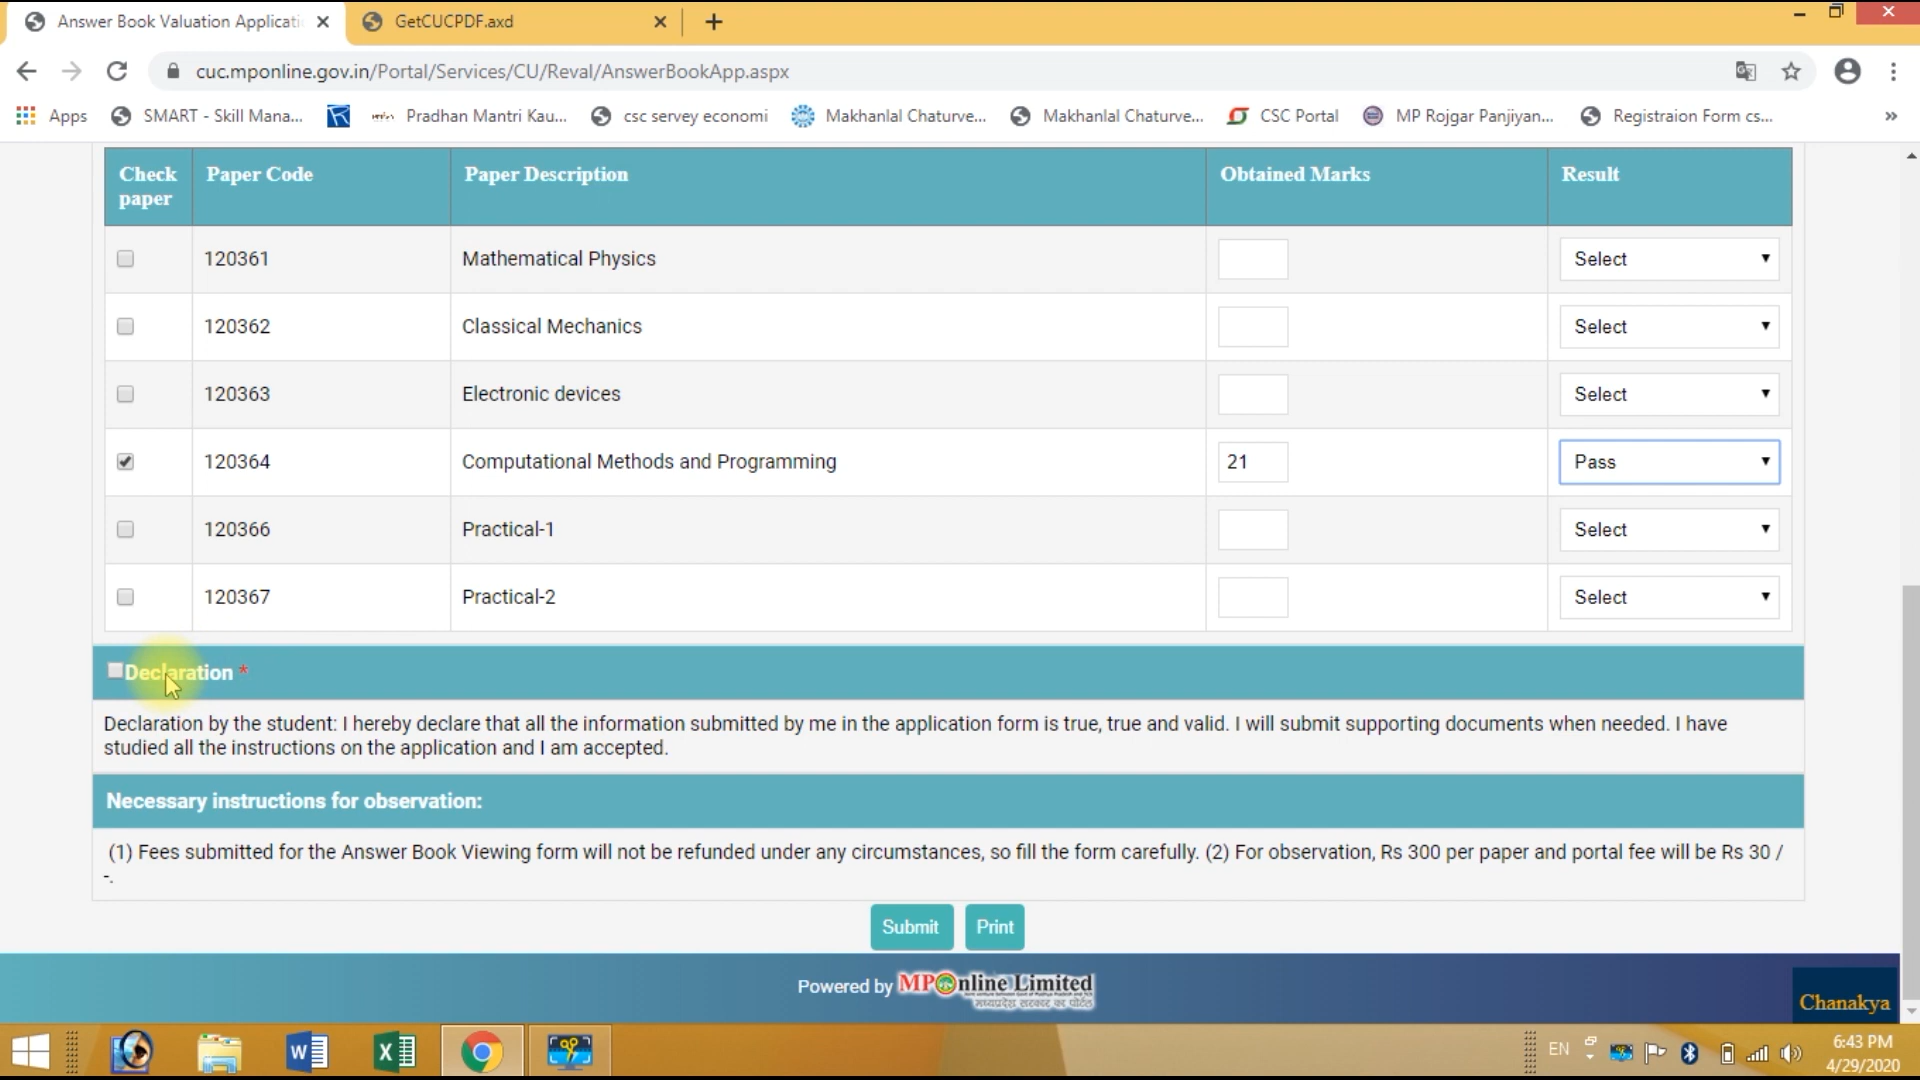 Answer Book Valuation Applicati
GetCUCPDF.axd
cuc.mponline.gov.in/Portal/Services/CU/Reval/AnswerBookApp.aspx
Apps SMART - Skill Mana... Pradhan Mantri Kau... csc servey economi Makhanlal Chaturve... Makhanlal Chaturve... CSC Portal MP Rojgar Panjiyan... Registraion Form cs... »
Check paper Paper Code Paper Description Obtained Marks Result
120361 Mathematical Physics Select
120362 Classical Mechanics Select
120363 Electronic devices Select
120364 Computational Methods and Programming 21 Pass
120366 Practical-1 Select
120367 Practical-2 Select
Declaration *
Declaration by the student: I hereby declare that all the information submitted by me in the application form is true, true and valid. I will submit supporting documents when needed. I have
studied all the instructions on the application and I am accepted.
Necessary instructions for observation:
(1) Fees submitted for the Answer Book Viewing form will not be refunded under any circumstances, so fill the form carefully. (2) For observation, Rs 300 per paper and portal fee will be Rs 30 /
-.
Submit Print
Powered by MPOnline Limited
Chanakya
EN
6:43 PM
4/29/2020